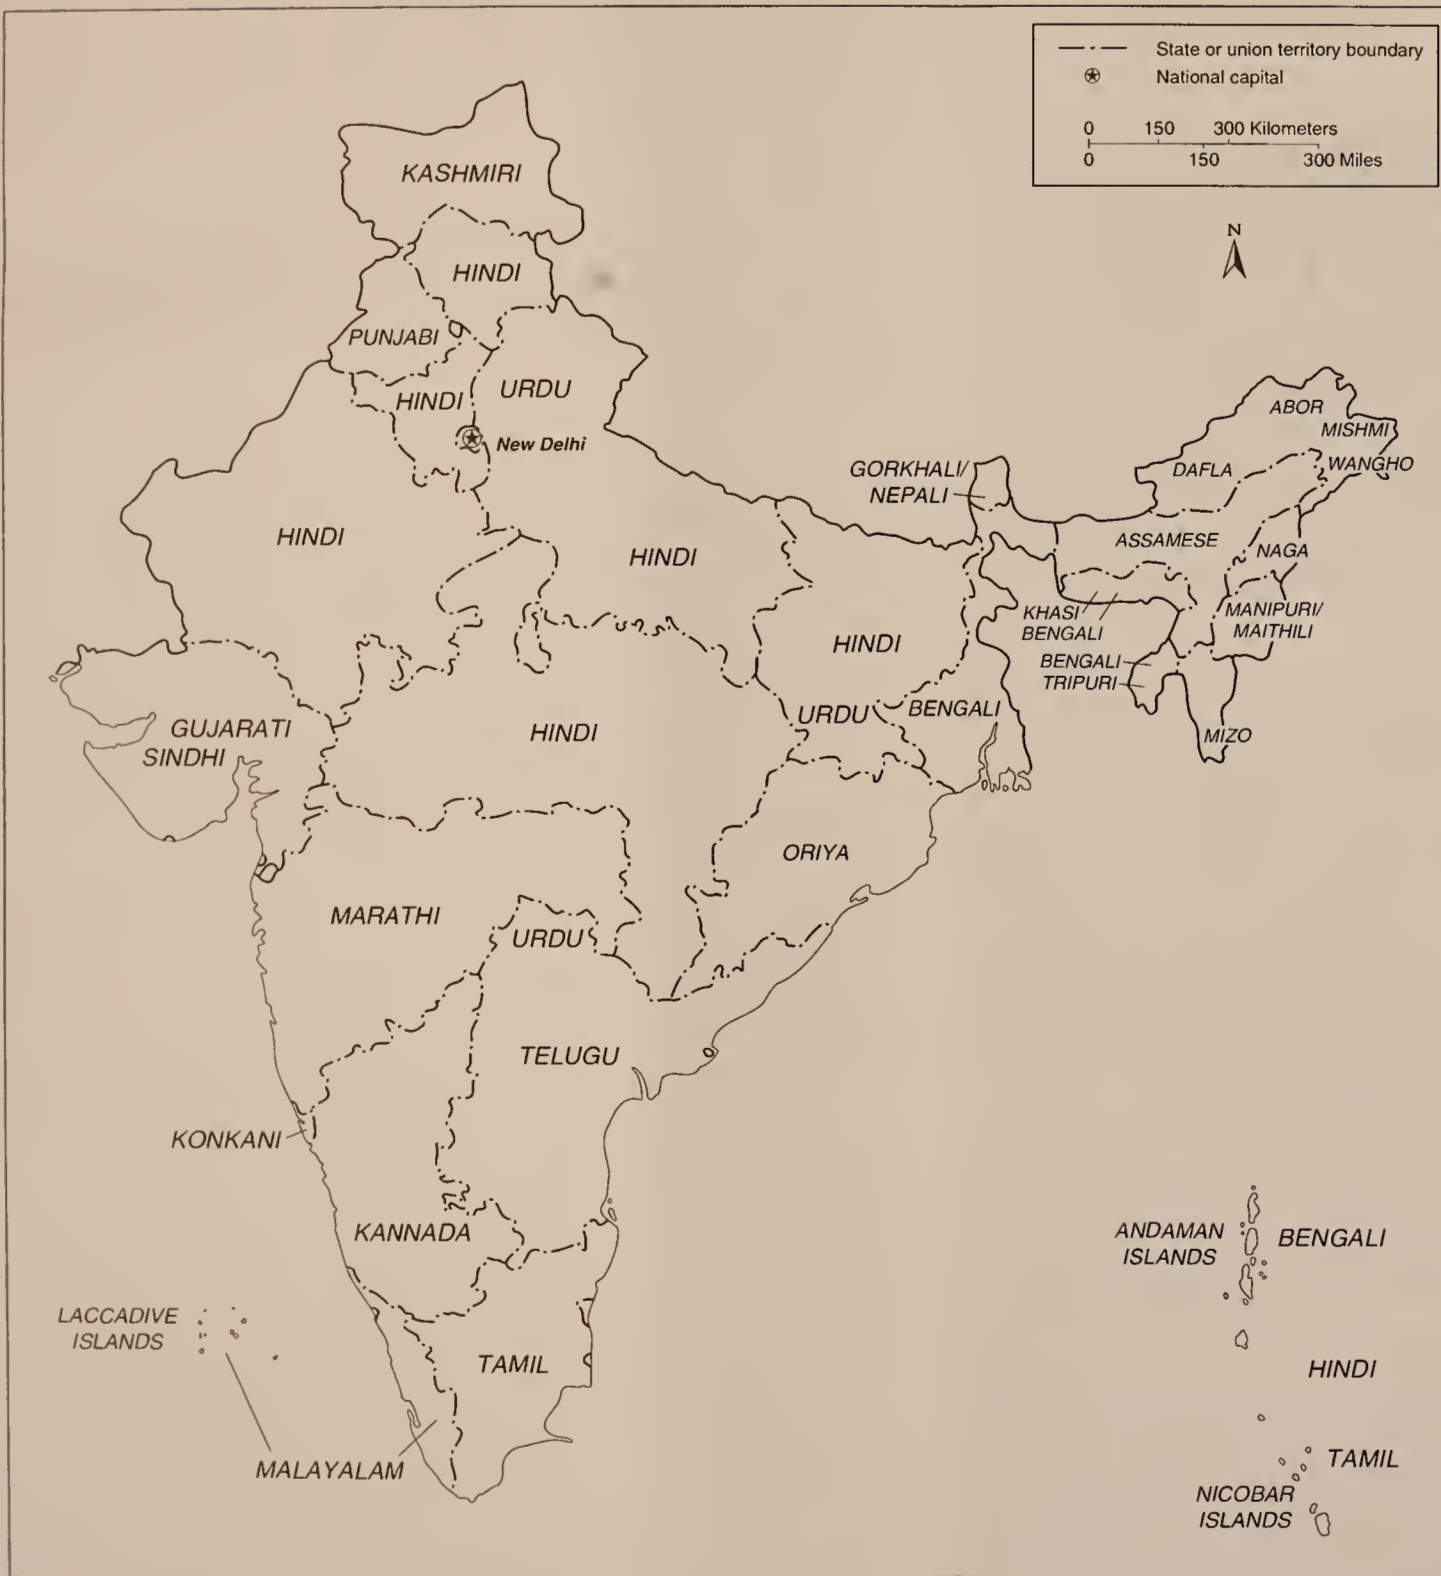 State or union territory boundary
National capital
0 150 300 Kilometers
0 150 300 Miles
N
KASHMIRI
HINDI
PUNJABI
HINDI
URDU
New Delhi
ABOR
MISHMI
DAFLA
WANGHO
GORKHALI/
NEPALI
HINDI
HINDI
ASSAMESE
NAGA
KHASI
BENGALI
MANIPURI/
MAITHILI
HINDI
BENGALI
TRIPURI
GUJARATI
SINDHI
HINDI
URDU
BENGALI
MIZO
ORIYA
MARATHI
URDU
TELUGU
KONKANI
KANNADA
ANDAMAN
ISLANDS
BENGALI
LACCADIVE
ISLANDS
TAMIL
HINDI
MALAYALAM
TAMIL
NICOBAR
ISLANDS